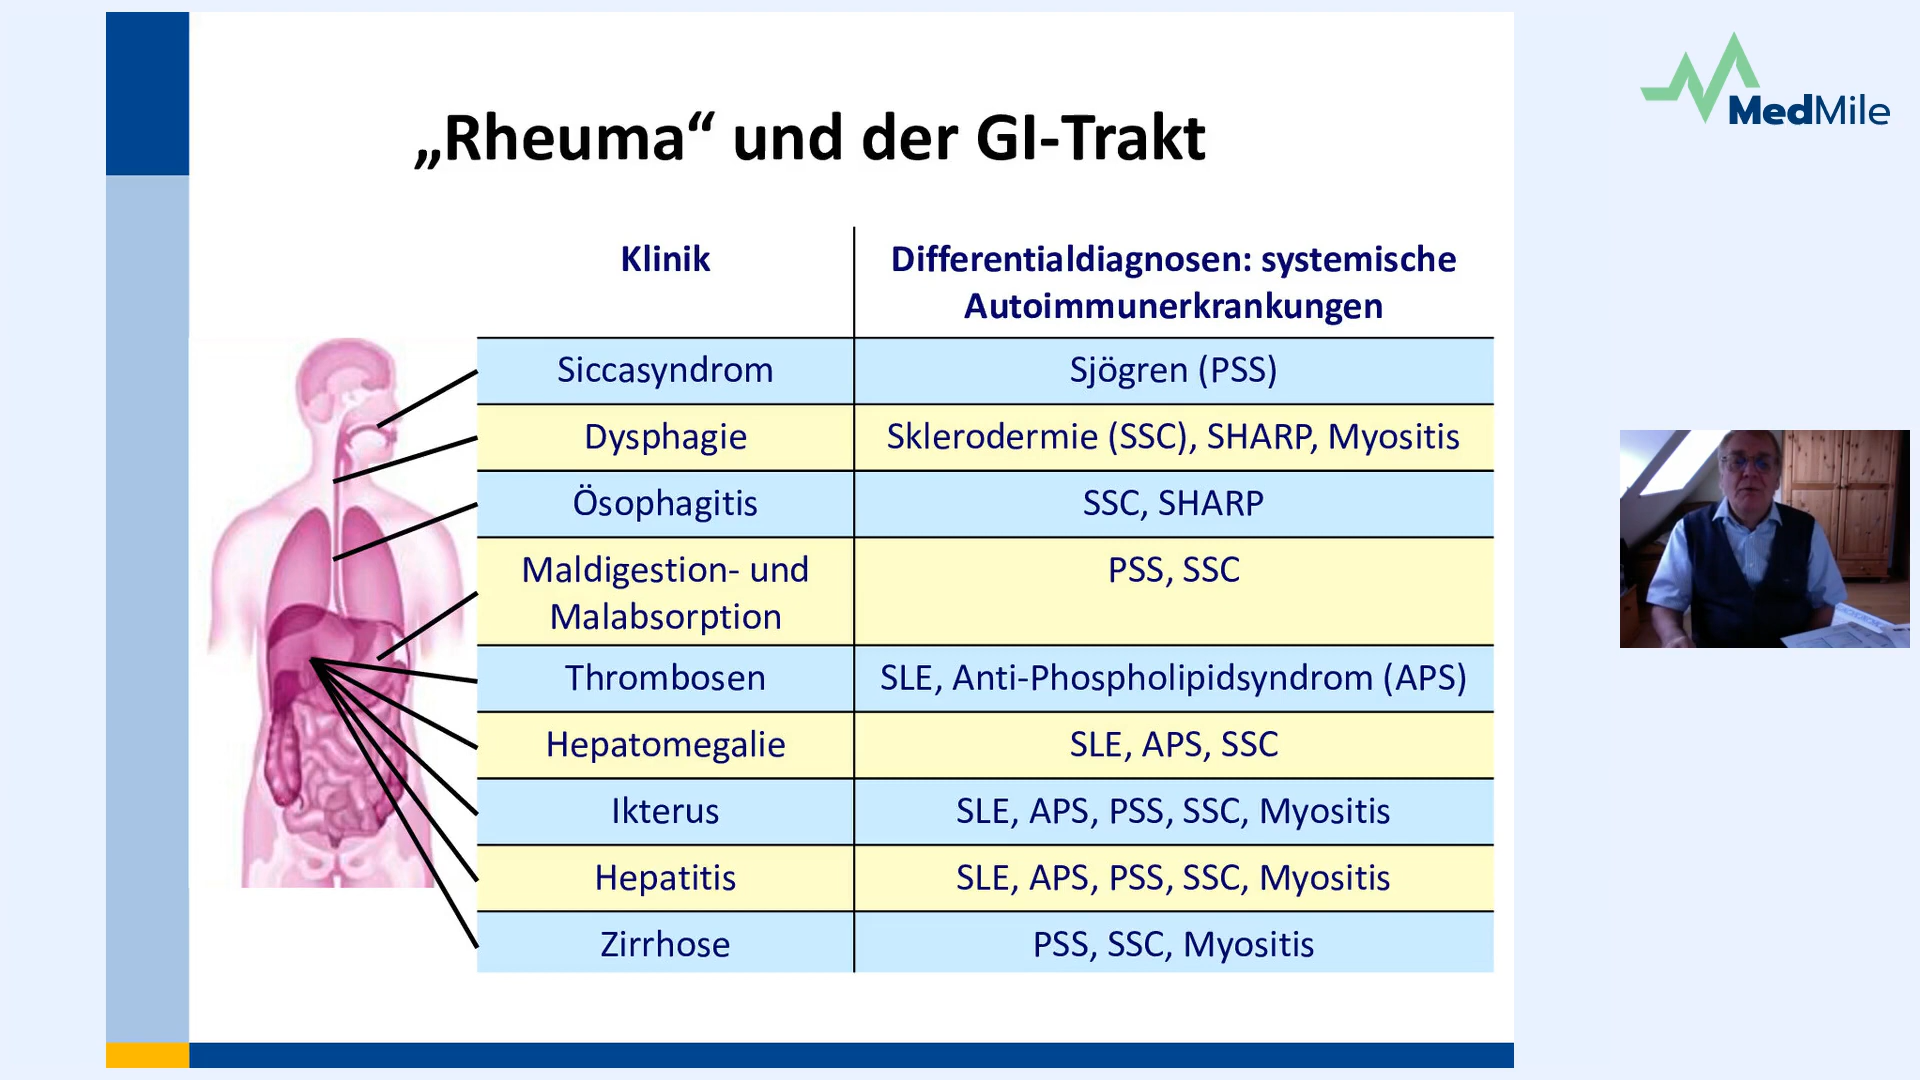 MedMile
„Rheuma“ und der GI-Trakt
Klinik
Differentialdiagnosen: systemische
Autoimmunerkrankungen
Siccasyndrom
Sjögren (PSS)
Dysphagie
Sklerodermie (SSC), SHARP, Myositis
Ösophagitis
SSC, SHARP
Maldigestion- und
Malabsorption
PSS, SSC
Thrombosen
SLE, Anti-Phospholipidsyndrom (APS)
Hepatomegalie
SLE, APS, SSC
Ikterus
SLE, APS, PSS, SSC, Myositis
Hepatitis
SLE, APS, PSS, SSC, Myositis
Zirrhose
PSS, SSC, Myositis